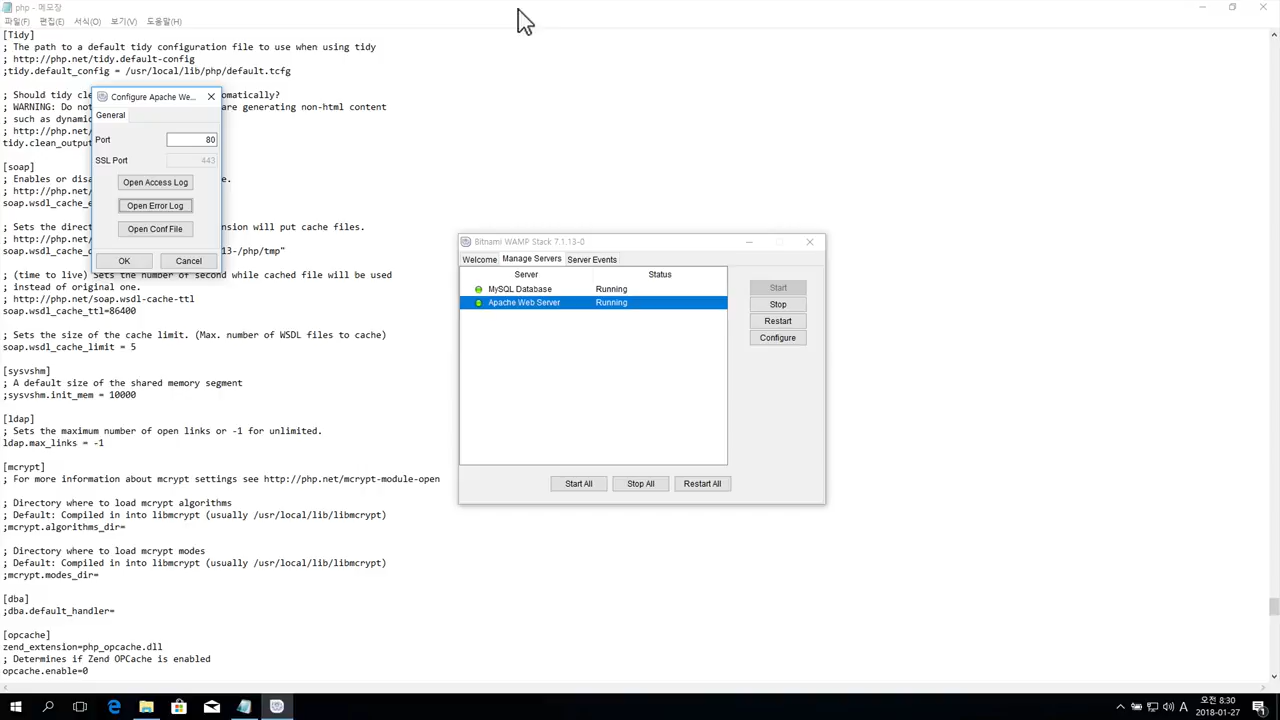 php - 메모장
파일(F) 편집(E) 서식(O) 보기(V) 도움말(H)
[Tidy]
; The path to a default tidy configuration file to use when using tidy
; http://php.net/tidy.default-config
;tidy.default_config = /usr/local/lib/php/default.tcfg
; Should tidy cle
omatically?
; WARNING: Do not
are generating non-html content
; such as dynamic
; http://php.net/
tidy.clean_output
[soap]
; Enables or disa
e.
; http://php.net/
soap.wsdl_cache_e
; Sets the direct
nsion will put cache files.
; http://php.net/
soap.wsdl_cache_d
13-/php/tmp"
; (time to live) Sets the number of second while cached file will be used
; instead of original one.
; http://php.net/soap.wsdl-cache-ttl
soap.wsdl_cache_ttl=86400
; Sets the size of the cache limit. (Max. number of WSDL files to cache)
soap.wsdl_cache_limit = 5
[sysvshm]
; A default size of the shared memory segment
;sysvshm.init_mem = 10000
[ldap]
; Sets the maximum number of open links or -1 for unlimited.
ldap.max_links = -1
[mcrypt]
; For more information about mcrypt settings see http://php.net/mcrypt-module-open
; Directory where to load mcrypt algorithms
; Default: Compiled in into libmcrypt (usually /usr/local/lib/libmcrypt)
;mcrypt.algorithms_dir=
; Directory where to load mcrypt modes
; Default: Compiled in into libmcrypt (usually /usr/local/lib/libmcrypt)
;mcrypt.modes_dir=
[dba]
;dba.default_handler=
[opcache]
zend_extension=php_opcache.dll
; Determines if Zend OPCache is enabled
opcache.enable=0
Configure Apache We...
General
Port 80
SSL Port 443
Open Access Log
Open Error Log
Open Conf File
OK Cancel
Bitnami WAMP Stack 7.1.13-0
Welcome Manage Servers Server Events
Server Status
MySQL Database Running
Apache Web Server Running
Start
Stop
Restart
Configure
Start All Stop All Restart All
A
오전 8:30
2018-01-27
1